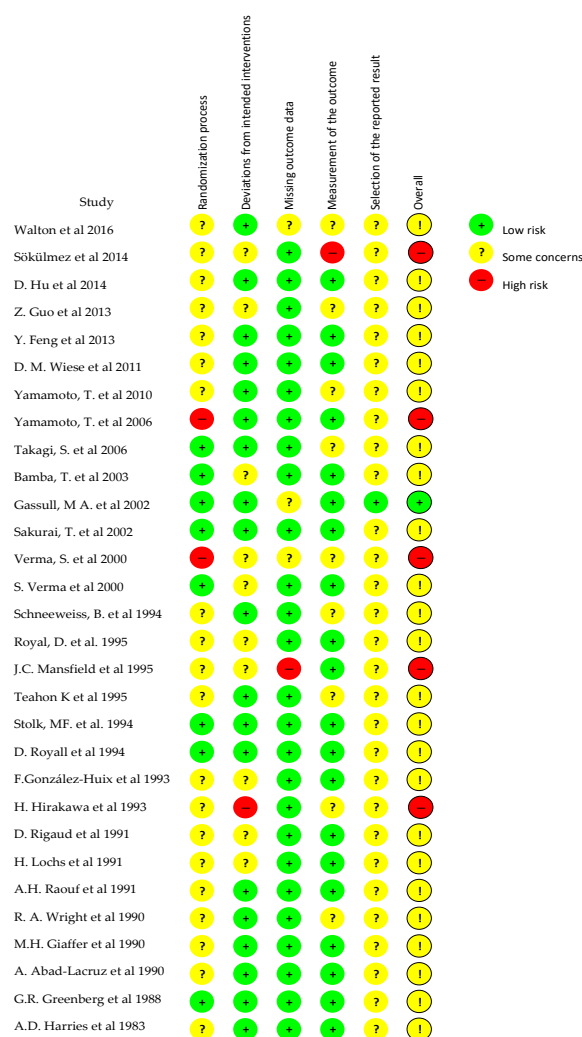 Randomization process
Deviations from intended interventions
Missing outcome data
Measurement of the outcome
Selection of the reported result
Overall
Study
Walton et al 2016 ? + ? ? ? !
Sökülmez et al 2014 ? ? + − ? −
D. Hu et al 2014 ? + + + ? !
Z. Guo et al 2013 ? ? + ? ? !
Y. Feng et al 2013 ? + + + ? !
D. M. Wiese et al 2011 ? + + + ? !
Yamamoto, T. et al 2010 ? + + ? ? !
Yamamoto, T. et al 2006 − + + + ? −
Takagi, S. et al 2006 + + + ? ? !
Bamba, T. et al 2003 + ? + + ? !
Gassull, M A. et al 2002 + + ? + + +
Sakurai, T. et al 2002 + + + + ? !
Verma, S. et al 2000 − ? ? ? ? −
S. Verma et al 2000 + ? + + ? !
Schneeweiss, B. et al 1994 ? + + ? ? !
Royal, D. et al. 1995 ? ? + + ? !
J.C. Mansfield et al 1995 ? ? − + ? −
Teahon K et al 1995 ? + + ? ? !
Stolk, MF. et al. 1994 + + + + ? !
D. Royall et al 1994 + + + + ? !
F.González-Huix et al 1993 ? ? + + ? !
H. Hirakawa et al 1993 ? − + ? ? −
D. Rigaud et al 1991 ? ? + + ? !
H. Lochs et al 1991 ? ? + + ? !
A.H. Raouf et al 1991 ? + + + ? !
R. A. Wright et al 1990 ? + + ? ? !
M.H. Giaffer et al 1990 ? + + + ? !
A. Abad-Lacruz et al 1990 ? + + + ? !
G.R. Greenberg et al 1988 + + + + ? !
A.D. Harries et al 1983 ? + + + ? !
+ Low risk
? Some concerns
− High risk